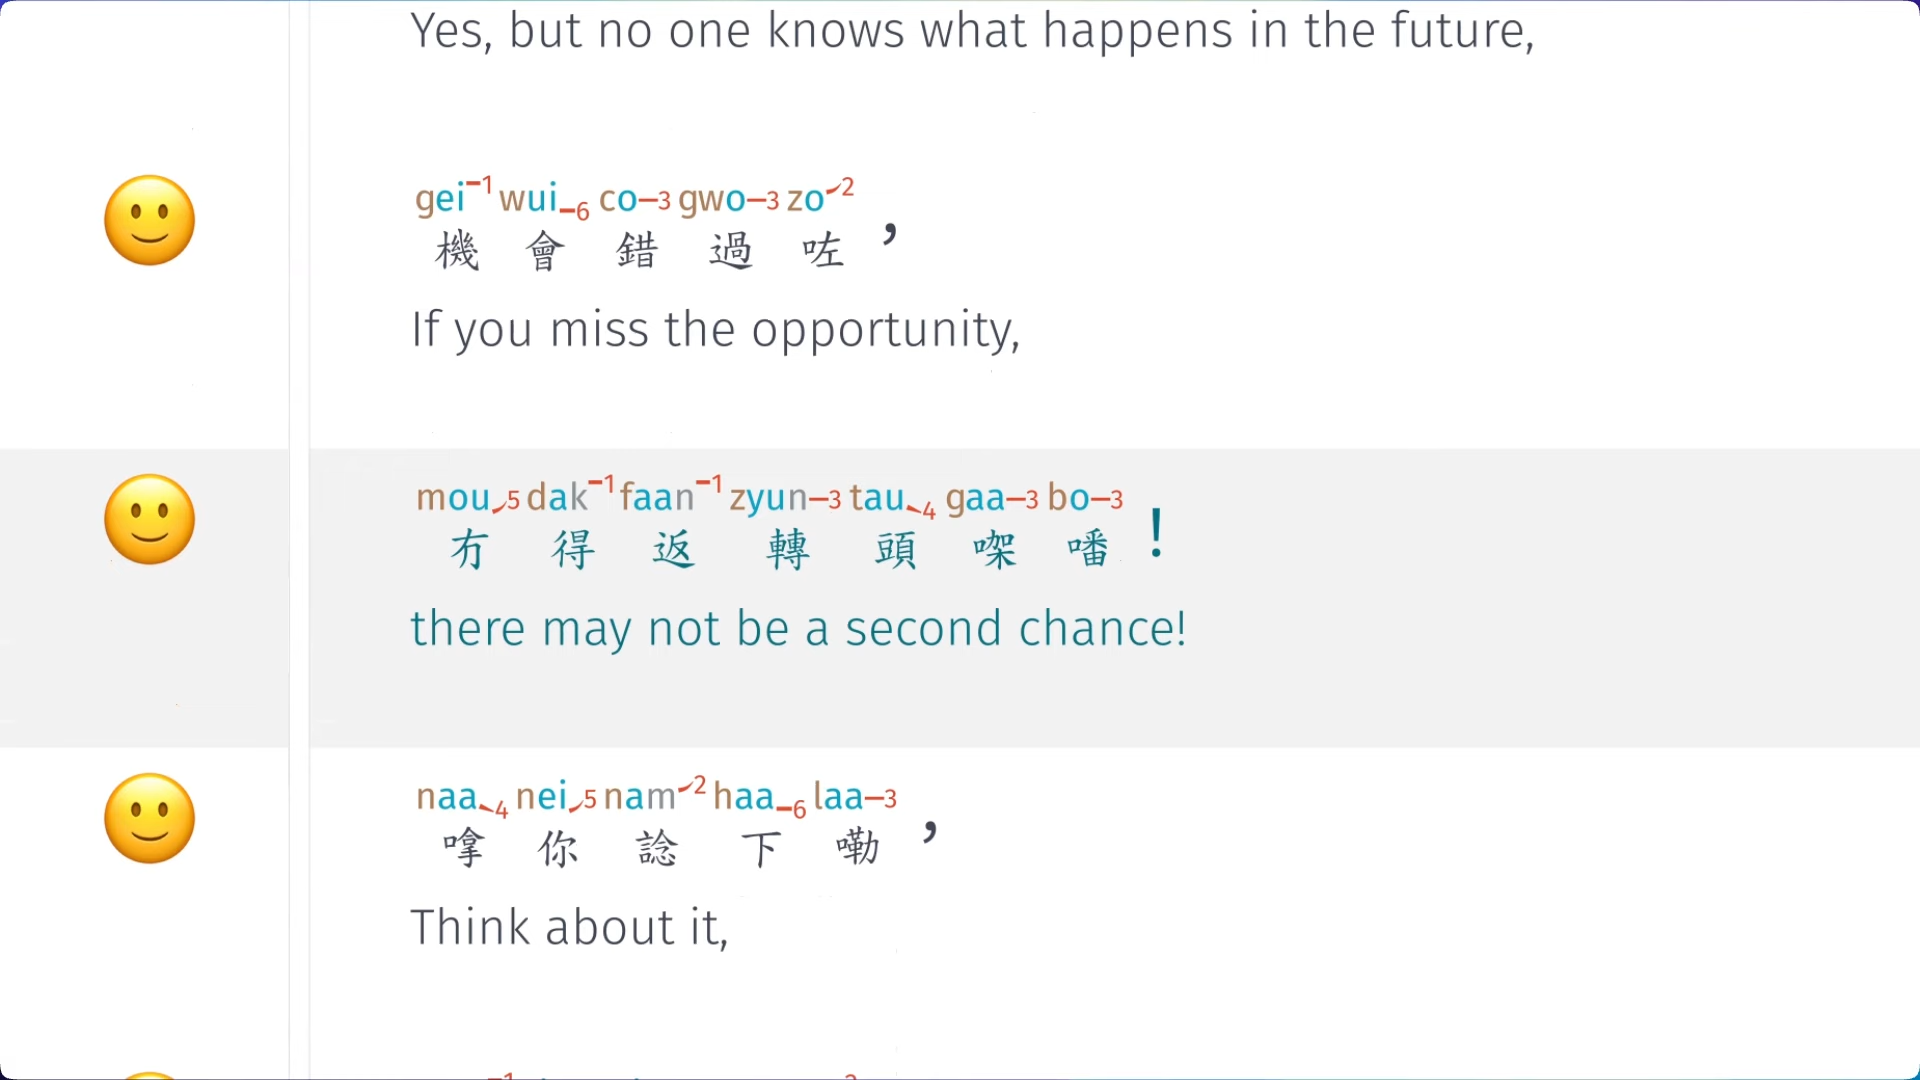 Yes, but no one knows what happens in the future,
gei1 wui6 co3 gwo3 zo2
機會錯過咗，
If you miss the opportunity,
mou5 dak1 faan1 zyun3 tau4 gaa3 bo3
冇得返轉頭㗎噃！
there may not be a second chance!
naa4 nei5 nam2 haa6 laa3
嗱你諗下嘞，
Think about it,